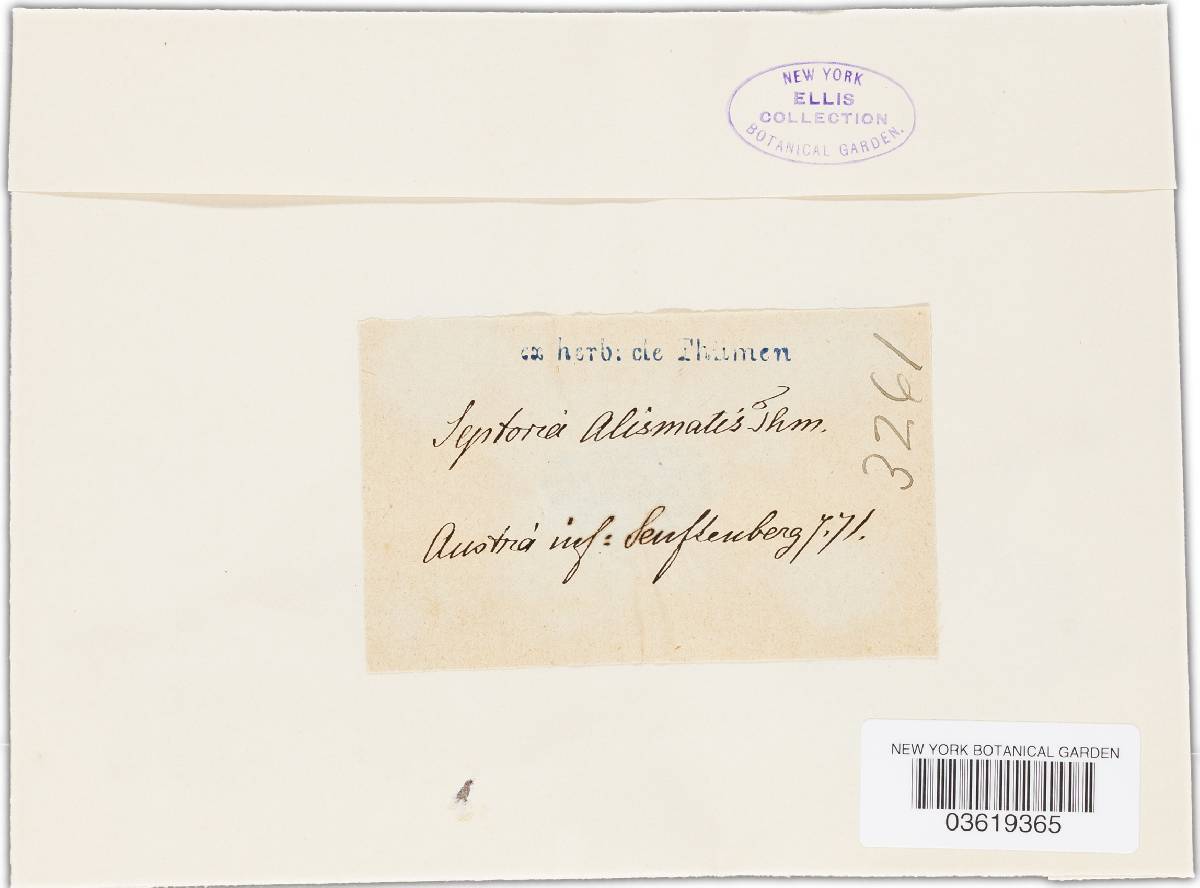 NEW YORK
ELLIS
COLLECTION
BOTANICAL GARDEN.
ex herb: de Thümen
3261
Septoria Alismatis Thm.
Austria inf: Senftenberg 7.71.
NEW YORK BOTANICAL GARDEN
03619365